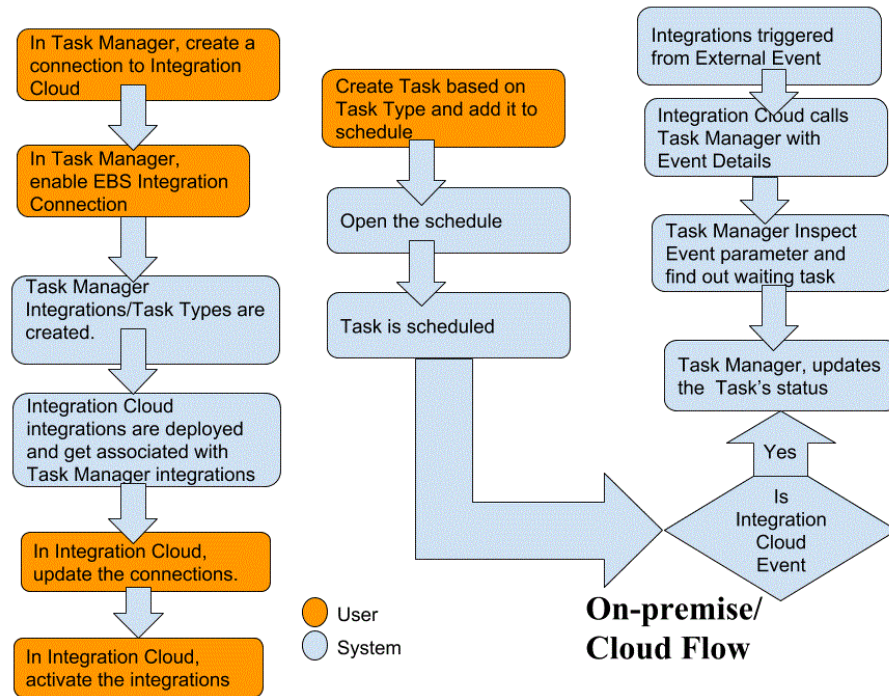 In Task Manager, create a
connection to Integration
Cloud
In Task Manager,
enable EBS Integration
Connection
Task Manager
Integrations/Task Types are
created.
Integration Cloud
integrations are deployed
and get associated with
Task Manager integrations
In Integration Cloud,
update the connections.
In Integration Cloud,
activate the integrations
Create Task based on
Task Type and add it to
schedule
Open the schedule
Task is scheduled
Integrations triggered
from External Event
Integration Cloud calls
Task Manager with
Event Details
Task Manager Inspect
Event parameter and
find out waiting task
Task Manager, updates
the Task's status
Yes
Is
Integration
Cloud
Event
User
System
On-premise/
Cloud Flow